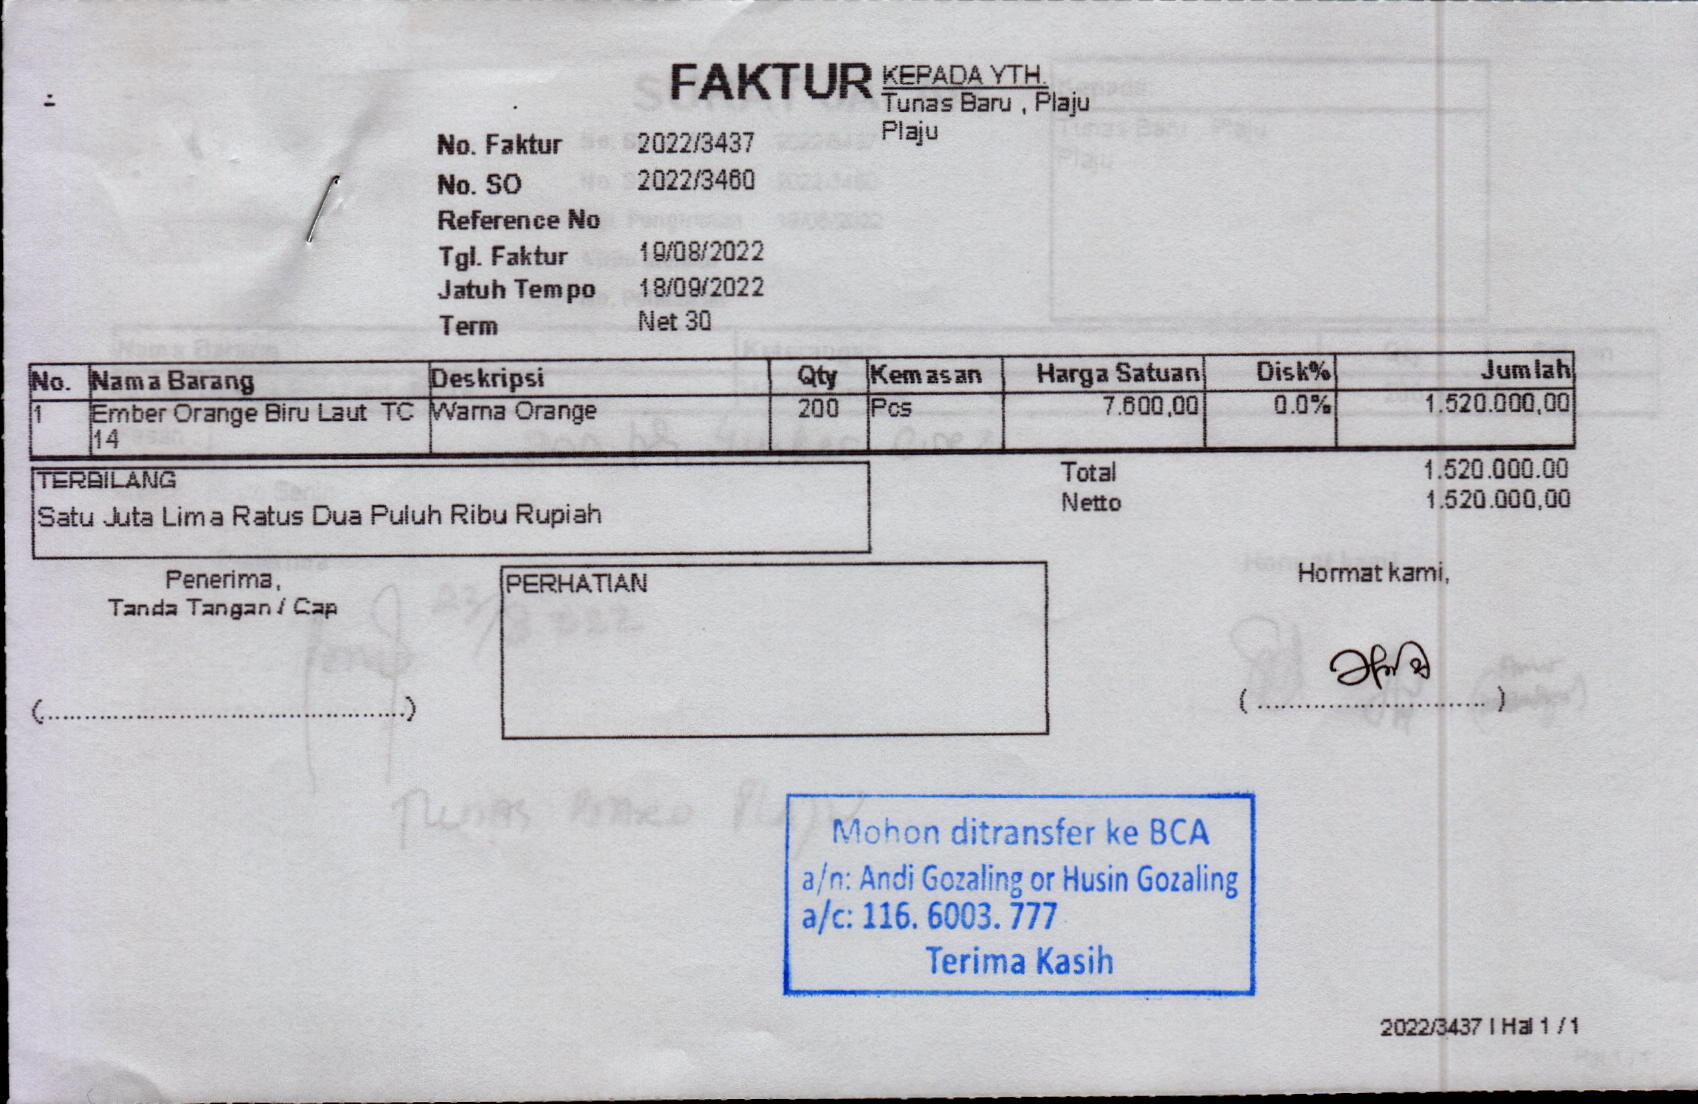 FAKTUR
KEPADA YTH.
Tunas Baru , Plaju
Plaju
No. Faktur 2022/3437
No. SO 2022/3460
Reference No
Tgl. Faktur 19/08/2022
Jatuh Tempo 18/09/2022
Term Net 30
No. Nama Barang Deskripsi Qty Kemasan Harga Satuan Disk% Jumlah
1 Ember Orange Biru Laut TC Warna Orange 200 Pcs 7.600,00 0.0% 1.520.000,00
14
TERBILANG
Satu Juta Lima Ratus Dua Puluh Ribu Rupiah
Total 1.520.000.00
Netto 1.520.000,00
Penerima,
Tanda Tangan / Cap
(................................................)
PERHATIAN
Hormat kami,
( .............................. )
Mohon ditransfer ke BCA
a/n: Andi Gozaling or Husin Gozaling
a/c: 116. 6003. 777
Terima Kasih
2022/3437 | Hal 1 / 1